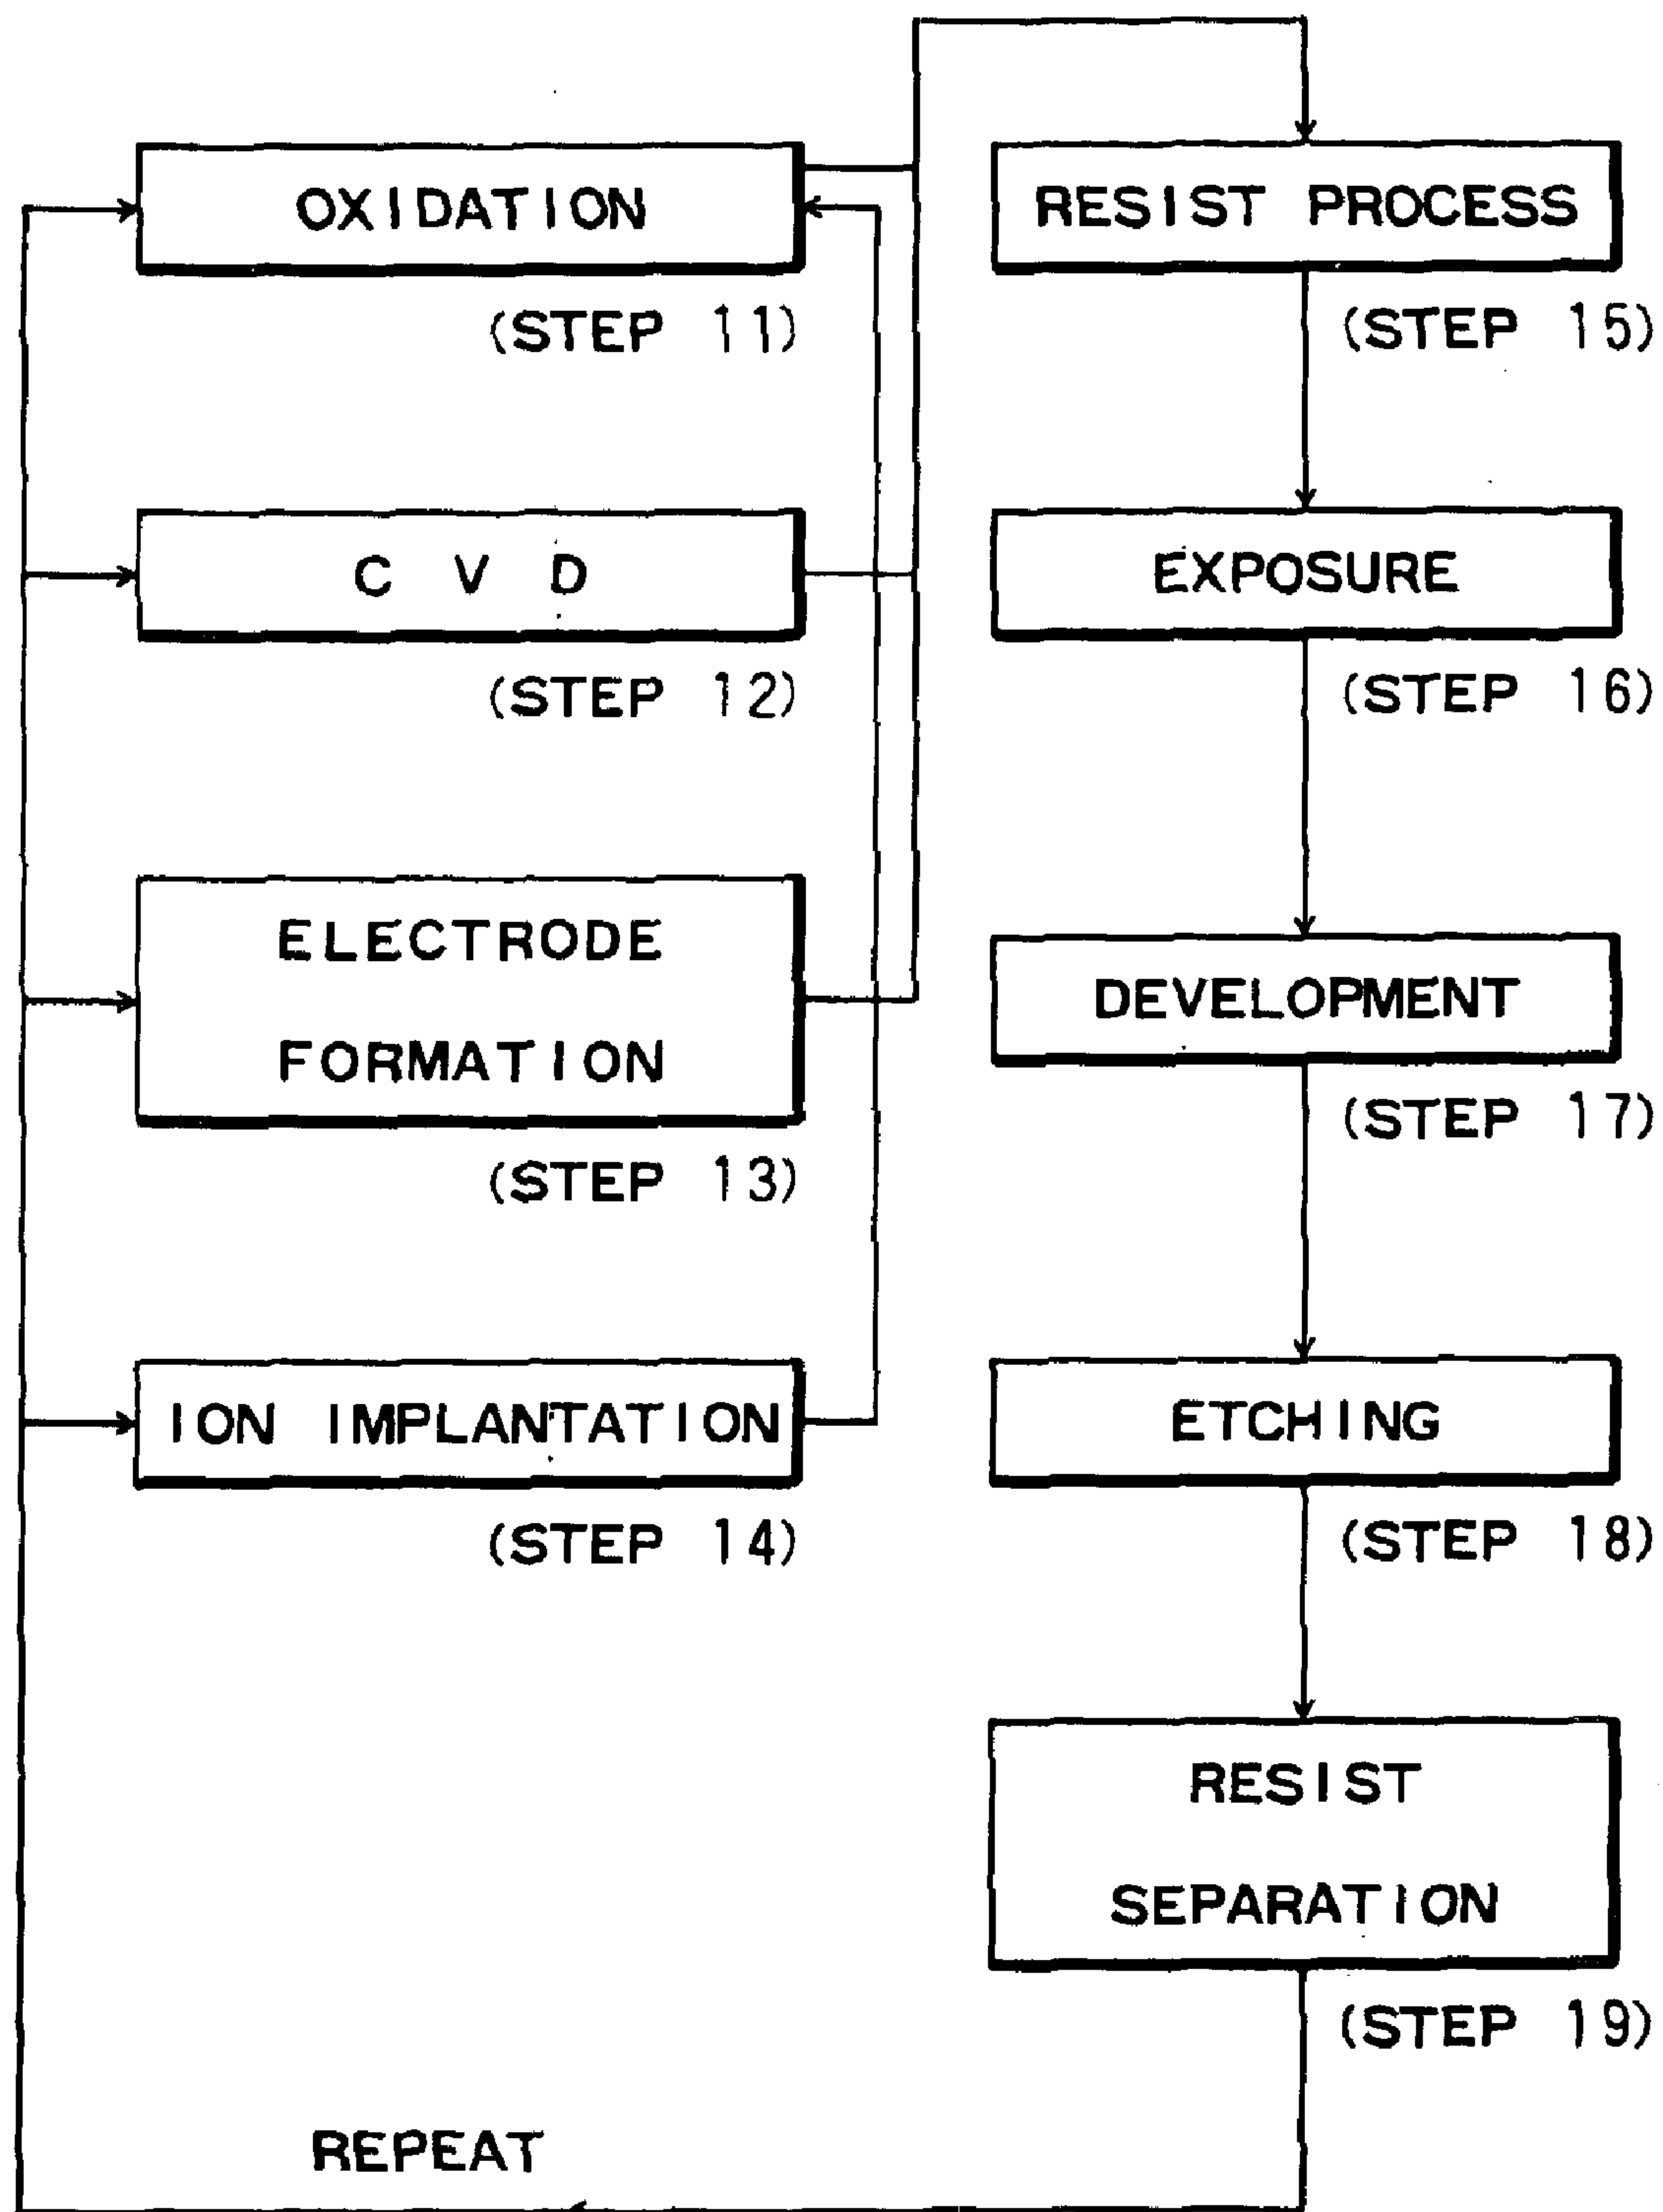 OXIDATION
(STEP 11)
C V D
(STEP 12)
ELECTRODE
FORMATION
(STEP 13)
ION IMPLANTATION
(STEP 14)
RESIST PROCESS
(STEP 15)
EXPOSURE
(STEP 16)
DEVELOPMENT
(STEP 17)
ETCHING
(STEP 18)
RESIST
SEPARATION
(STEP 19)
REPEAT